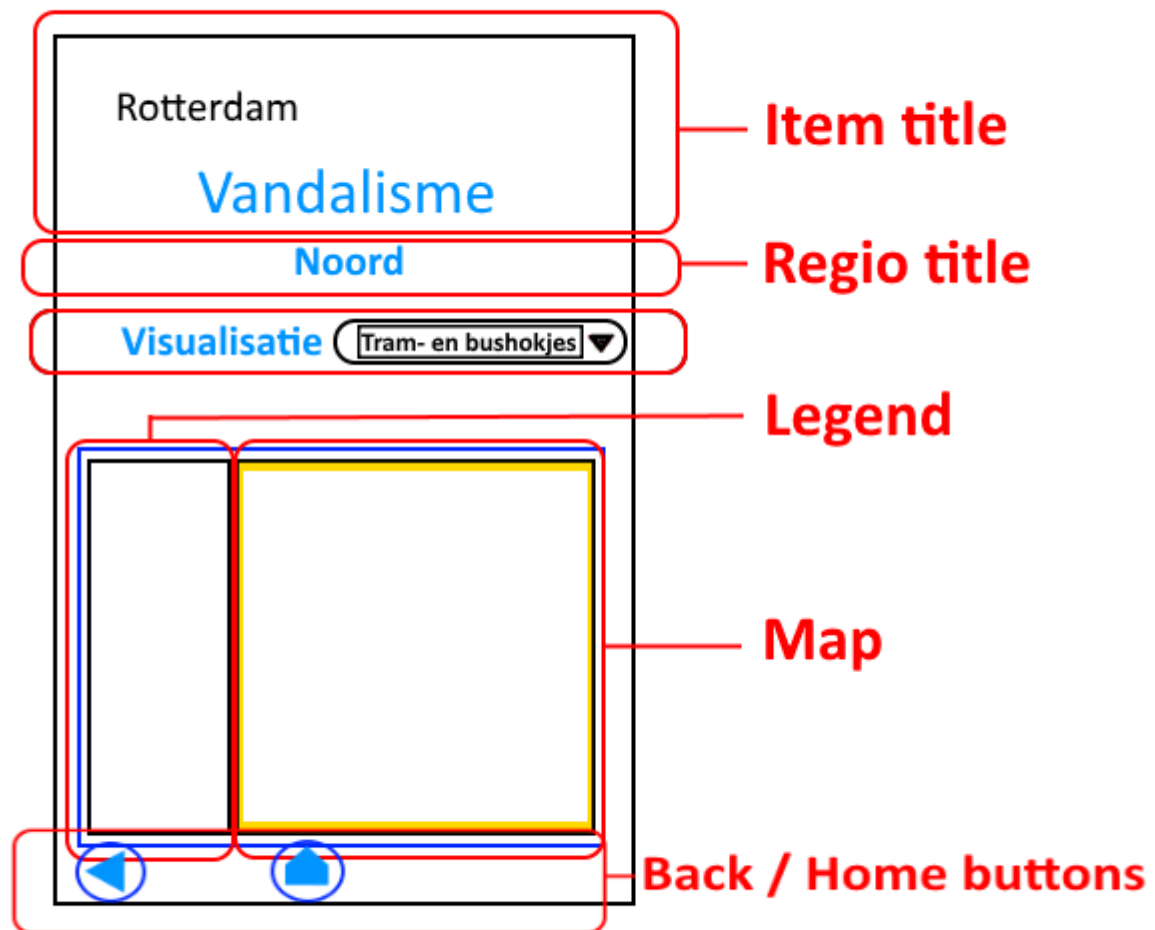 Rotterdam
Item title
Vandalisme
Noord
Regio title
Visualisatie Tram- en bushokjes
Legend
Map
Back / Home buttons